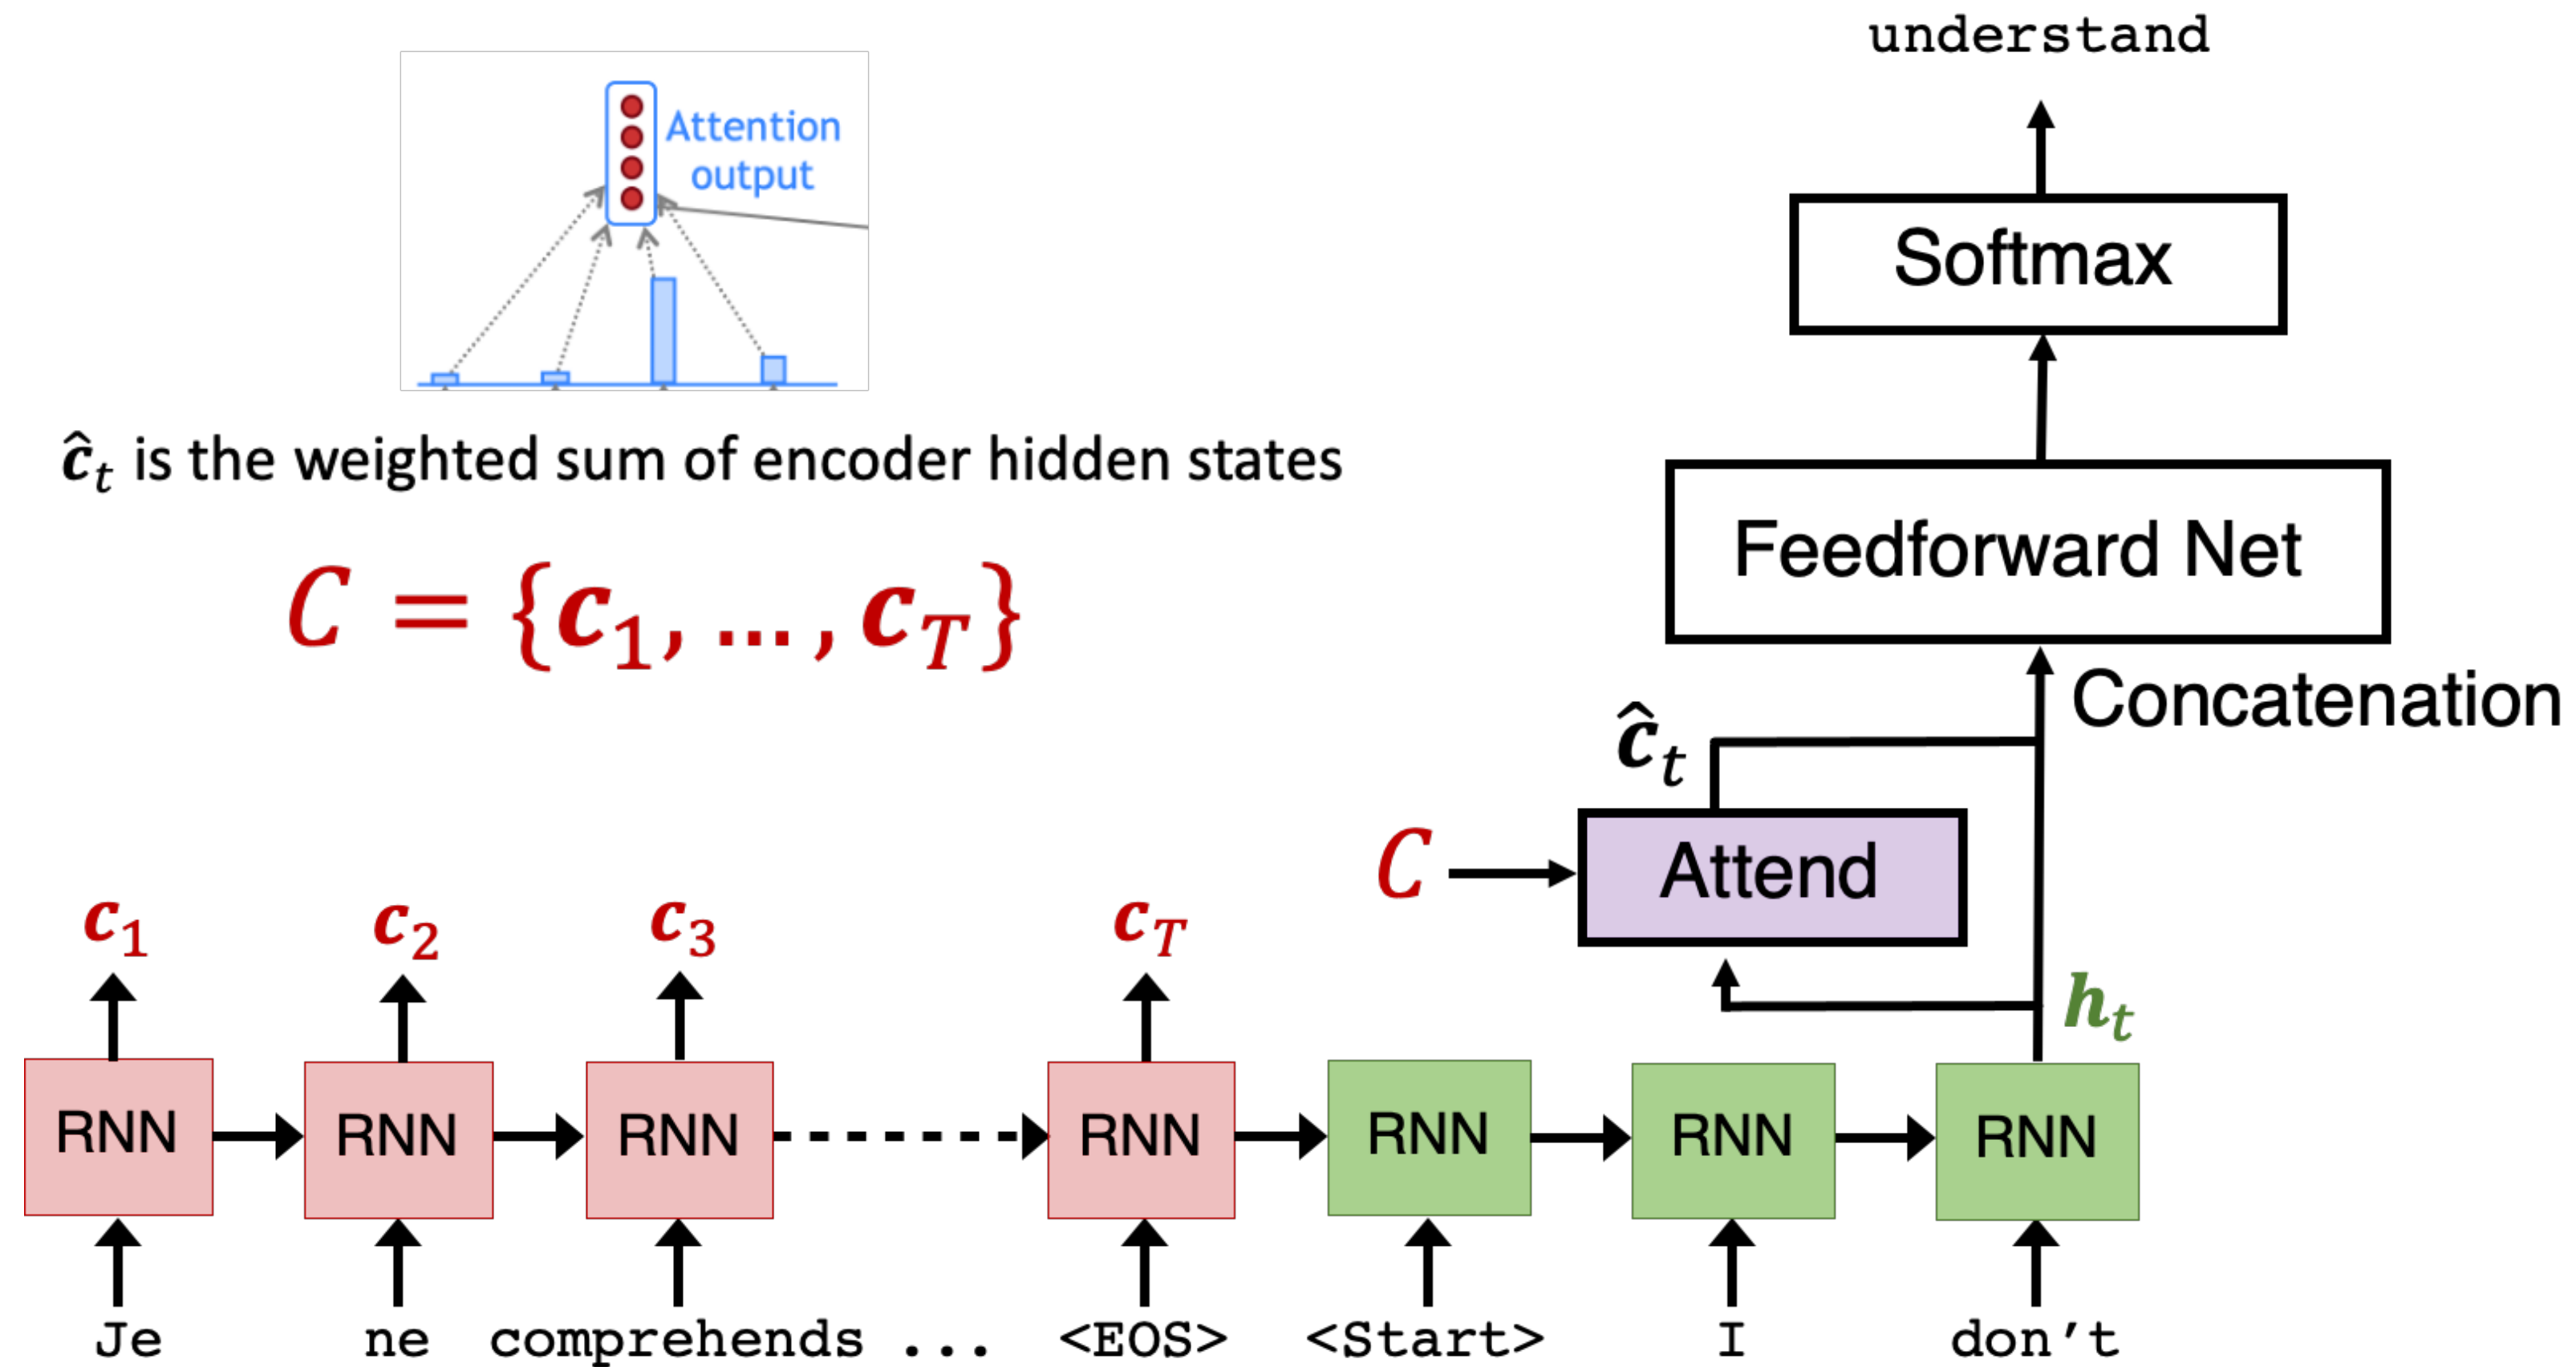 understand
Attention
output
Softmax
ĉt is the weighted sum of encoder hidden states
C = {c1, ..., cT}
Feedforward Net
Concatenation
ĉt
C
Attend
c1 c2 c3 cT
ht
RNN RNN RNN RNN RNN RNN RNN
Je ne comprehends ... <EOS> <Start> I don't